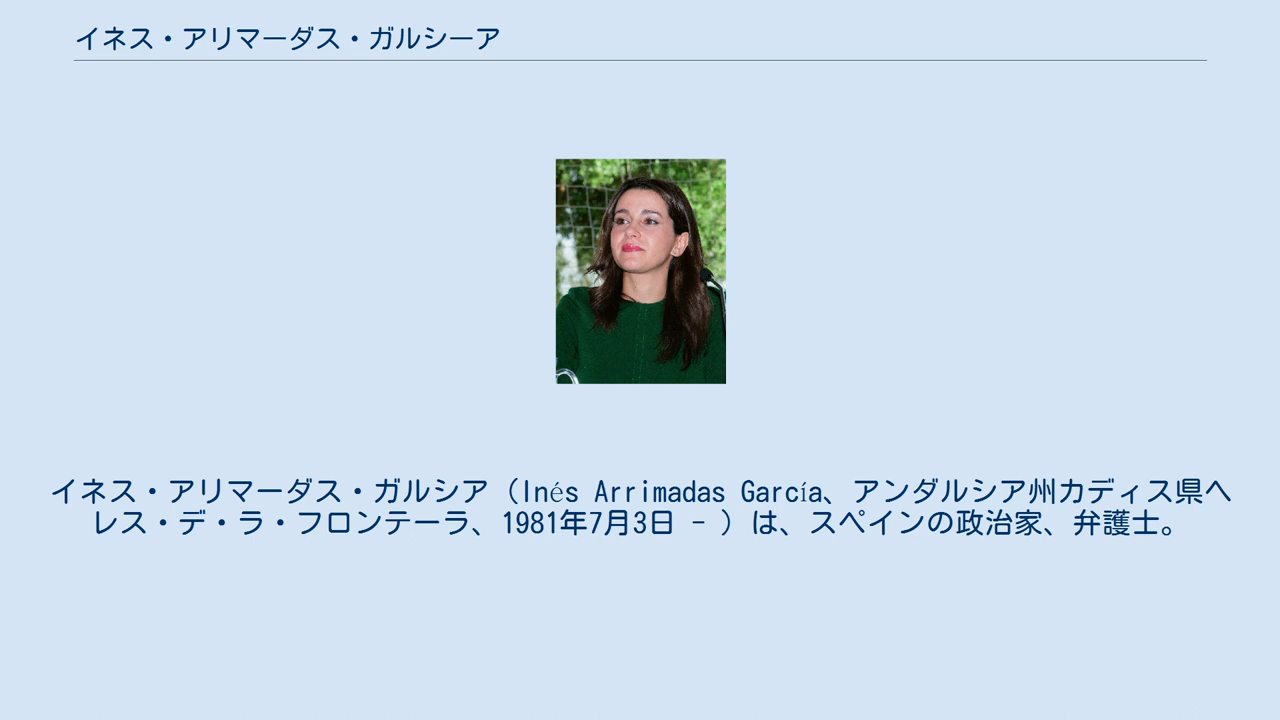 イネス・アリマーダス・ガルシーア
イネス・アリマーダス・ガルシア（Inés Arrimadas García、アンダルシア州カディス県ヘ
レス・デ・ラ・フロンテーラ、1981年7月3日 - ）は、スペインの政治家、弁護士。